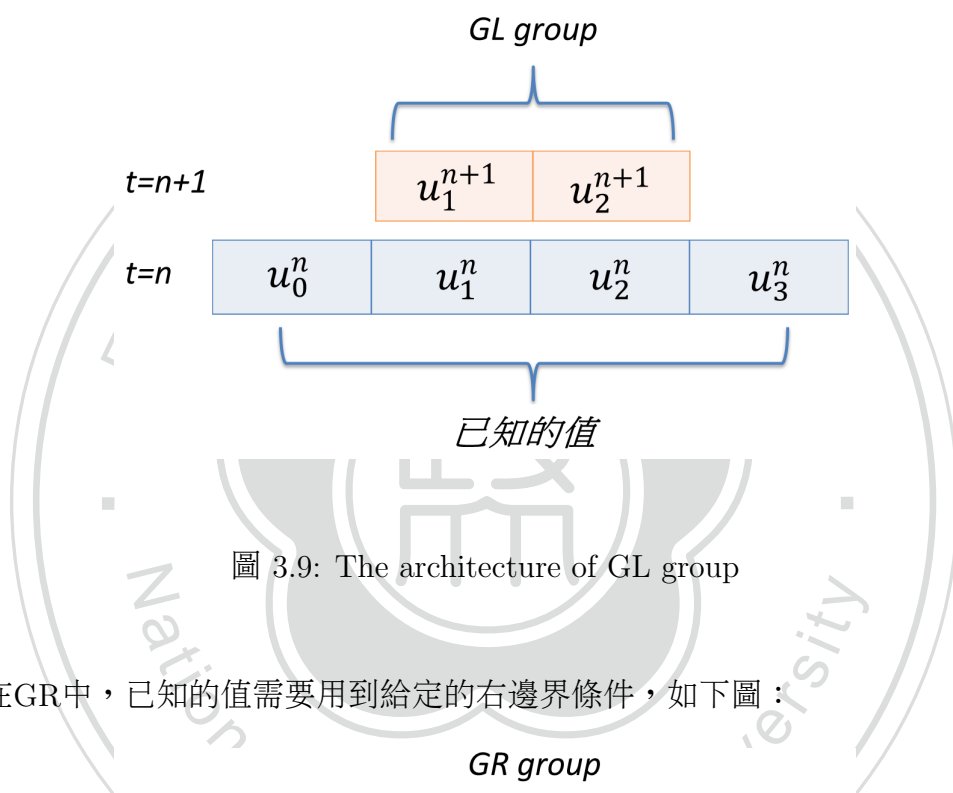 GL group
t=n+1 u_1^{n+1} u_2^{n+1}
t=n u_0^n u_1^n u_2^n u_3^n
已知的值
圖 3.9: The architecture of GL group
在GR中，已知的值需要用到給定的右邊界條件，如下圖：
GR group